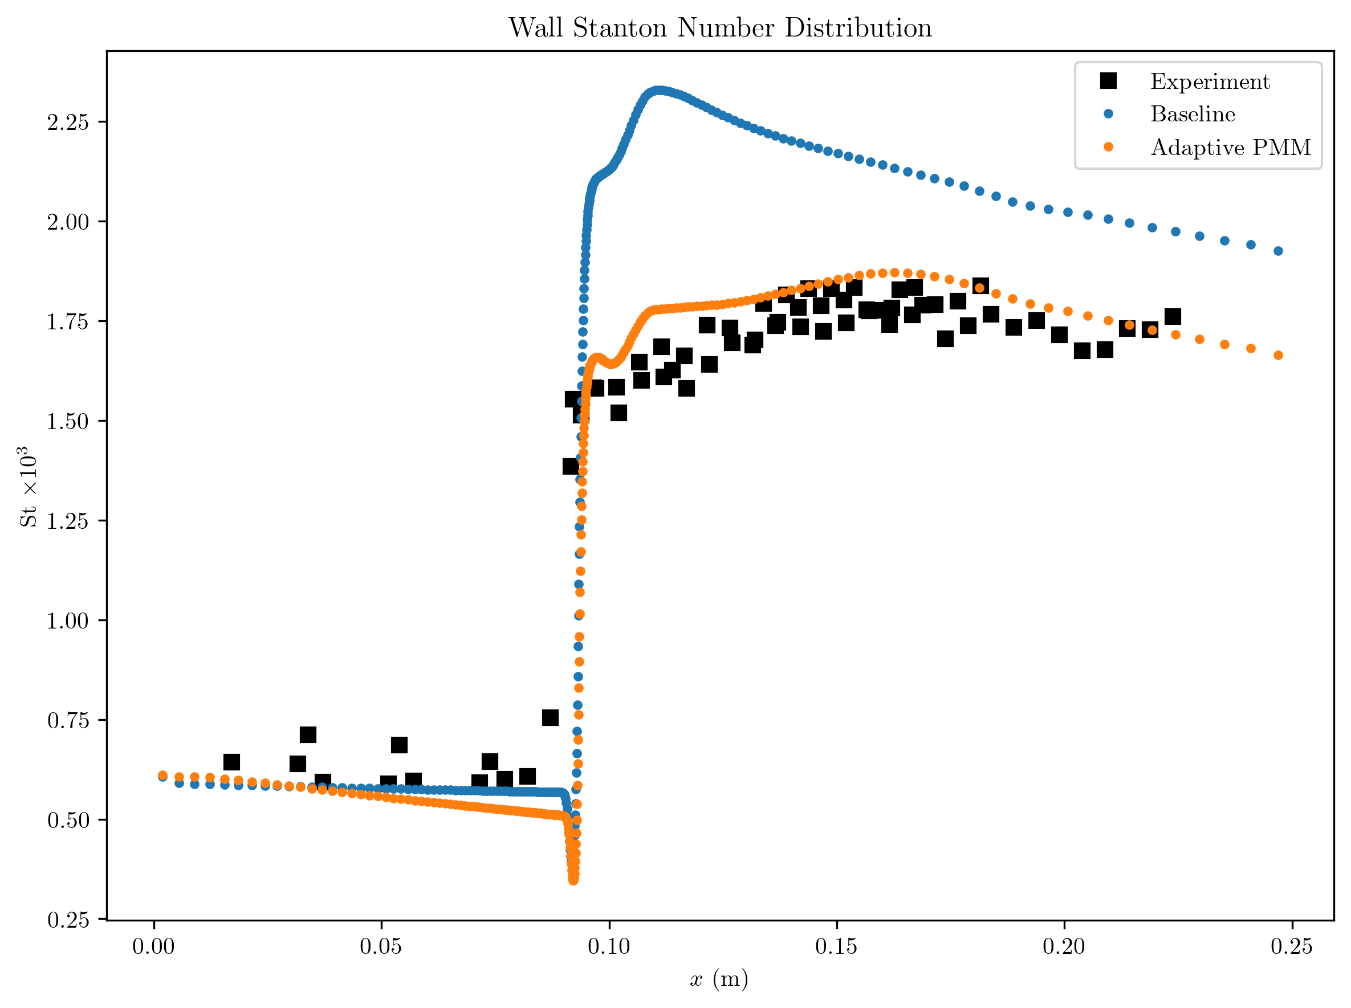 Wall Stanton Number Distribution
Experiment
Baseline
Adaptive PMM
2.25
2.00
1.75
1.50
1.25
1.00
0.75
0.50
0.25
St ×10³
0.00 0.05 0.10 0.15 0.20 0.25
x (m)